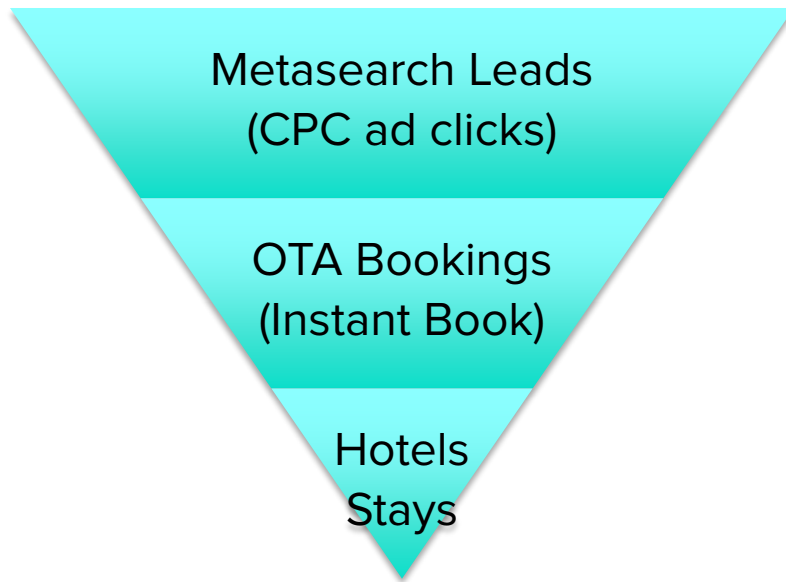 Metasearch Leads
(CPC ad clicks)
OTA Bookings
(Instant Book)
Hotels
Stays